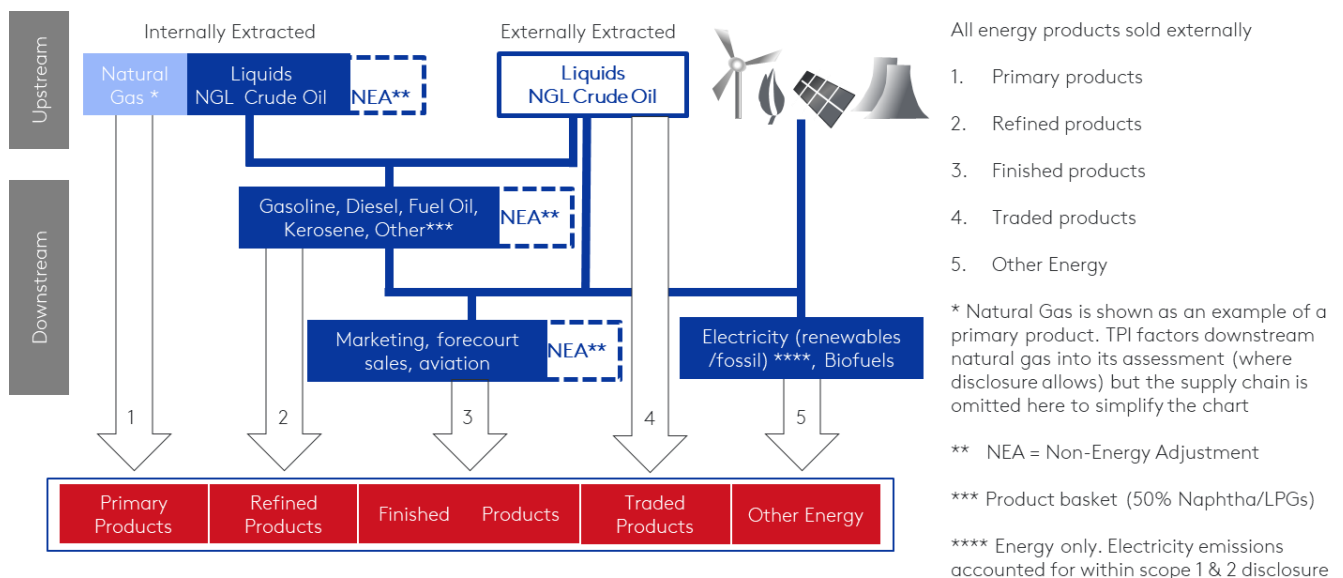 Upstream
Downstream
Internally Extracted
Externally Extracted
Natural
Gas *
Liquids
NGL Crude Oil
NEA**
Liquids
NGL Crude Oil
Gasoline, Diesel, Fuel Oil,
Kerosene, Other***
NEA**
Marketing, forecourt
sales, aviation
NEA**
Electricity (renewables
/fossil) ****, Biofuels
1
2
3
4
5
Primary
Products
Refined
Products
Finished Products
Traded
Products
Other Energy
All energy products sold externally
1. Primary products
2. Refined products
3. Finished products
4. Traded products
5. Other Energy
* Natural Gas is shown as an example of a
primary product. TPI factors downstream
natural gas into its assessment (where
disclosure allows) but the supply chain is
omitted here to simplify the chart
** NEA = Non-Energy Adjustment
*** Product basket (50% Naphtha/LPGs)
**** Energy only. Electricity emissions
accounted for within scope 1 & 2 disclosure